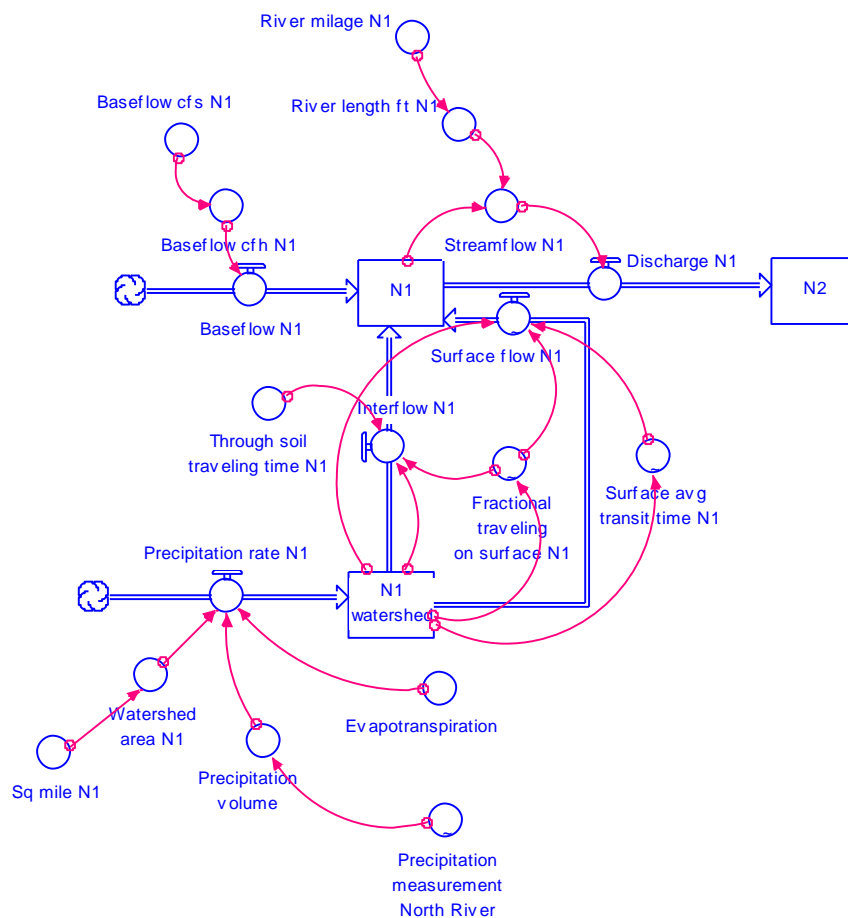 River milage N1
Baseflow cfs N1
River length ft N1
Baseflow cfh N1
Streamflow N1
Discharge N1
N1
N2
Baseflow N1
Surface flow N1
Interflow N1
Through soil
traveling time N1
Fractional
traveling
on surface N1
Surface avg
transit time N1
Precipitation rate N1
N1
watershed
Watershed
area N1
Evapotranspiration
Sq mile N1
Precipitation
volume
Precipitation
measurement
North River